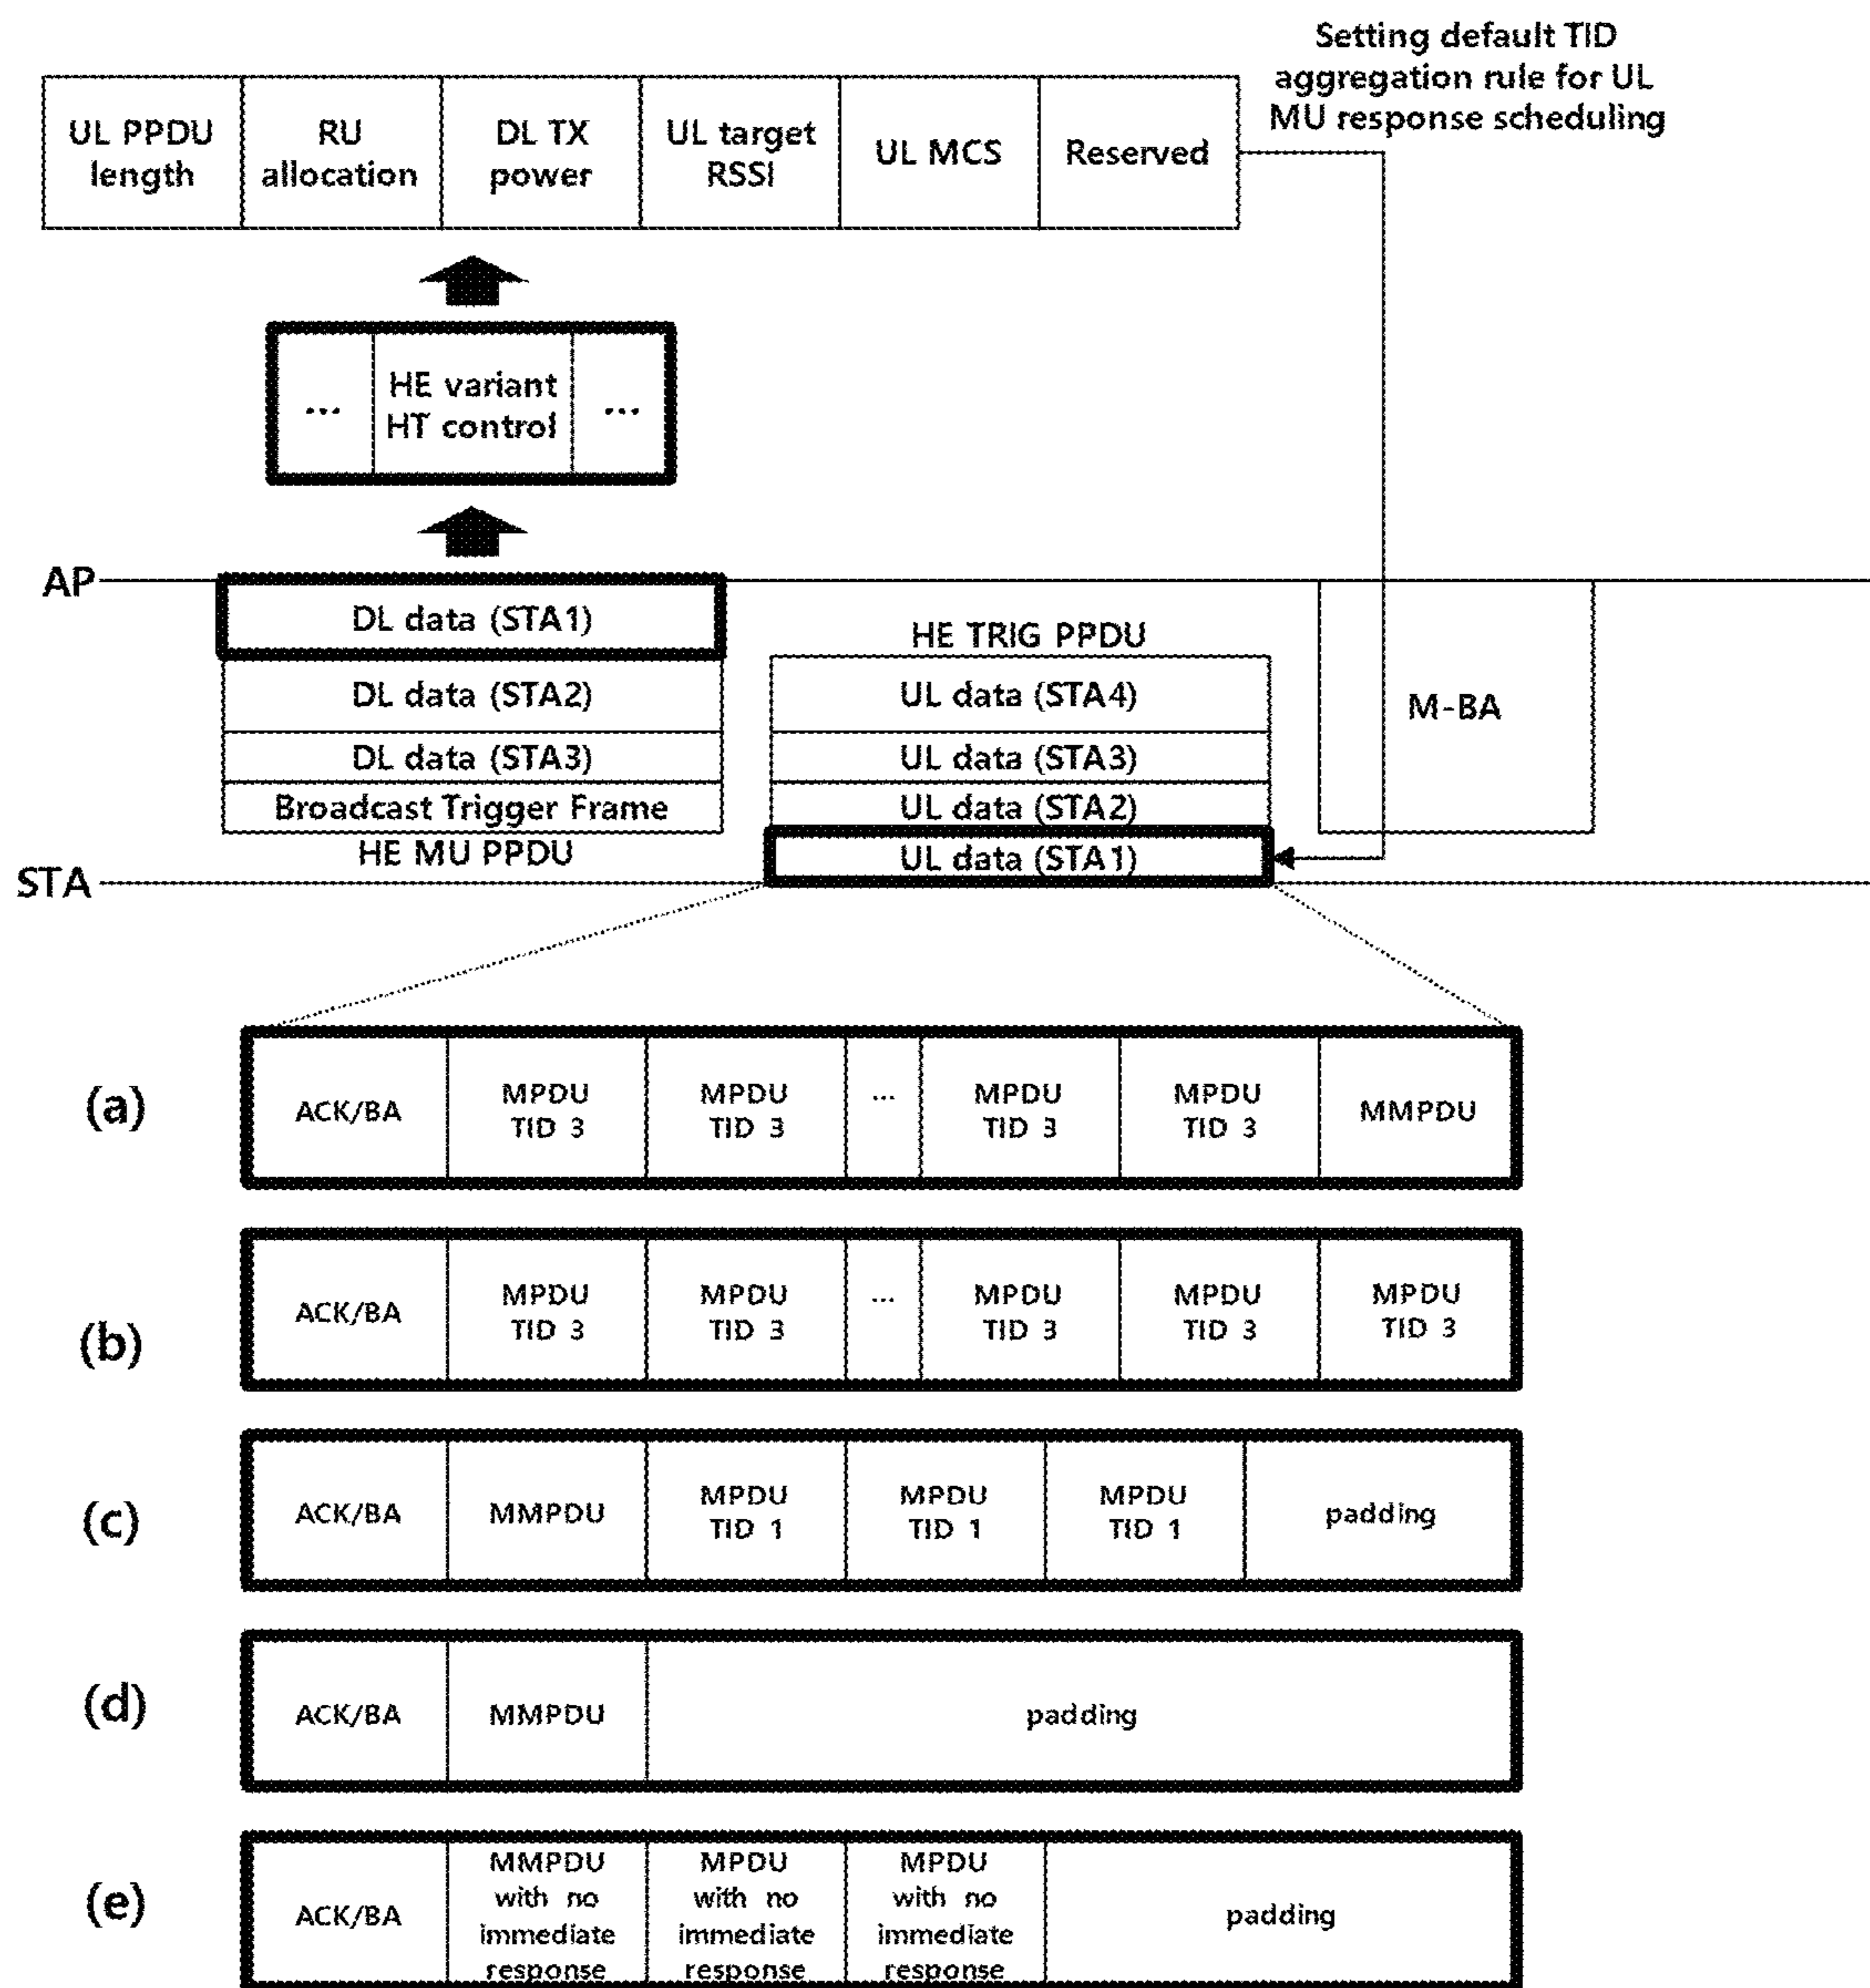 Setting default TID
aggregation rule for UL
MU response scheduling
UL PPDU
length
RU
allocation
DL TX
power
UL target
RSSI
UL MCS
Reserved
...
HE variant
HT control
...
AP
DL data (STA1)
DL data (STA2)
DL data (STA3)
Broadcast Trigger Frame
HE MU PPDU
HE TRIG PPDU
UL data (STA4)
UL data (STA3)
UL data (STA2)
UL data (STA1)
M-BA
STA
(a)
ACK/BA
MPDU
TID 3
MPDU
TID 3
...
MPDU
TID 3
MPDU
TID 3
MMPDU
(b)
ACK/BA
MPDU
TID 3
MPDU
TID 3
...
MPDU
TID 3
MPDU
TID 3
MPDU
TID 3
(c)
ACK/BA
MMPDU
MPDU
TID 1
MPDU
TID 1
MPDU
TID 1
padding
(d)
ACK/BA
MMPDU
padding
(e)
ACK/BA
MMPDU
with no
immediate
response
MPDU
with no
immediate
response
MPDU
with no
immediate
response
padding